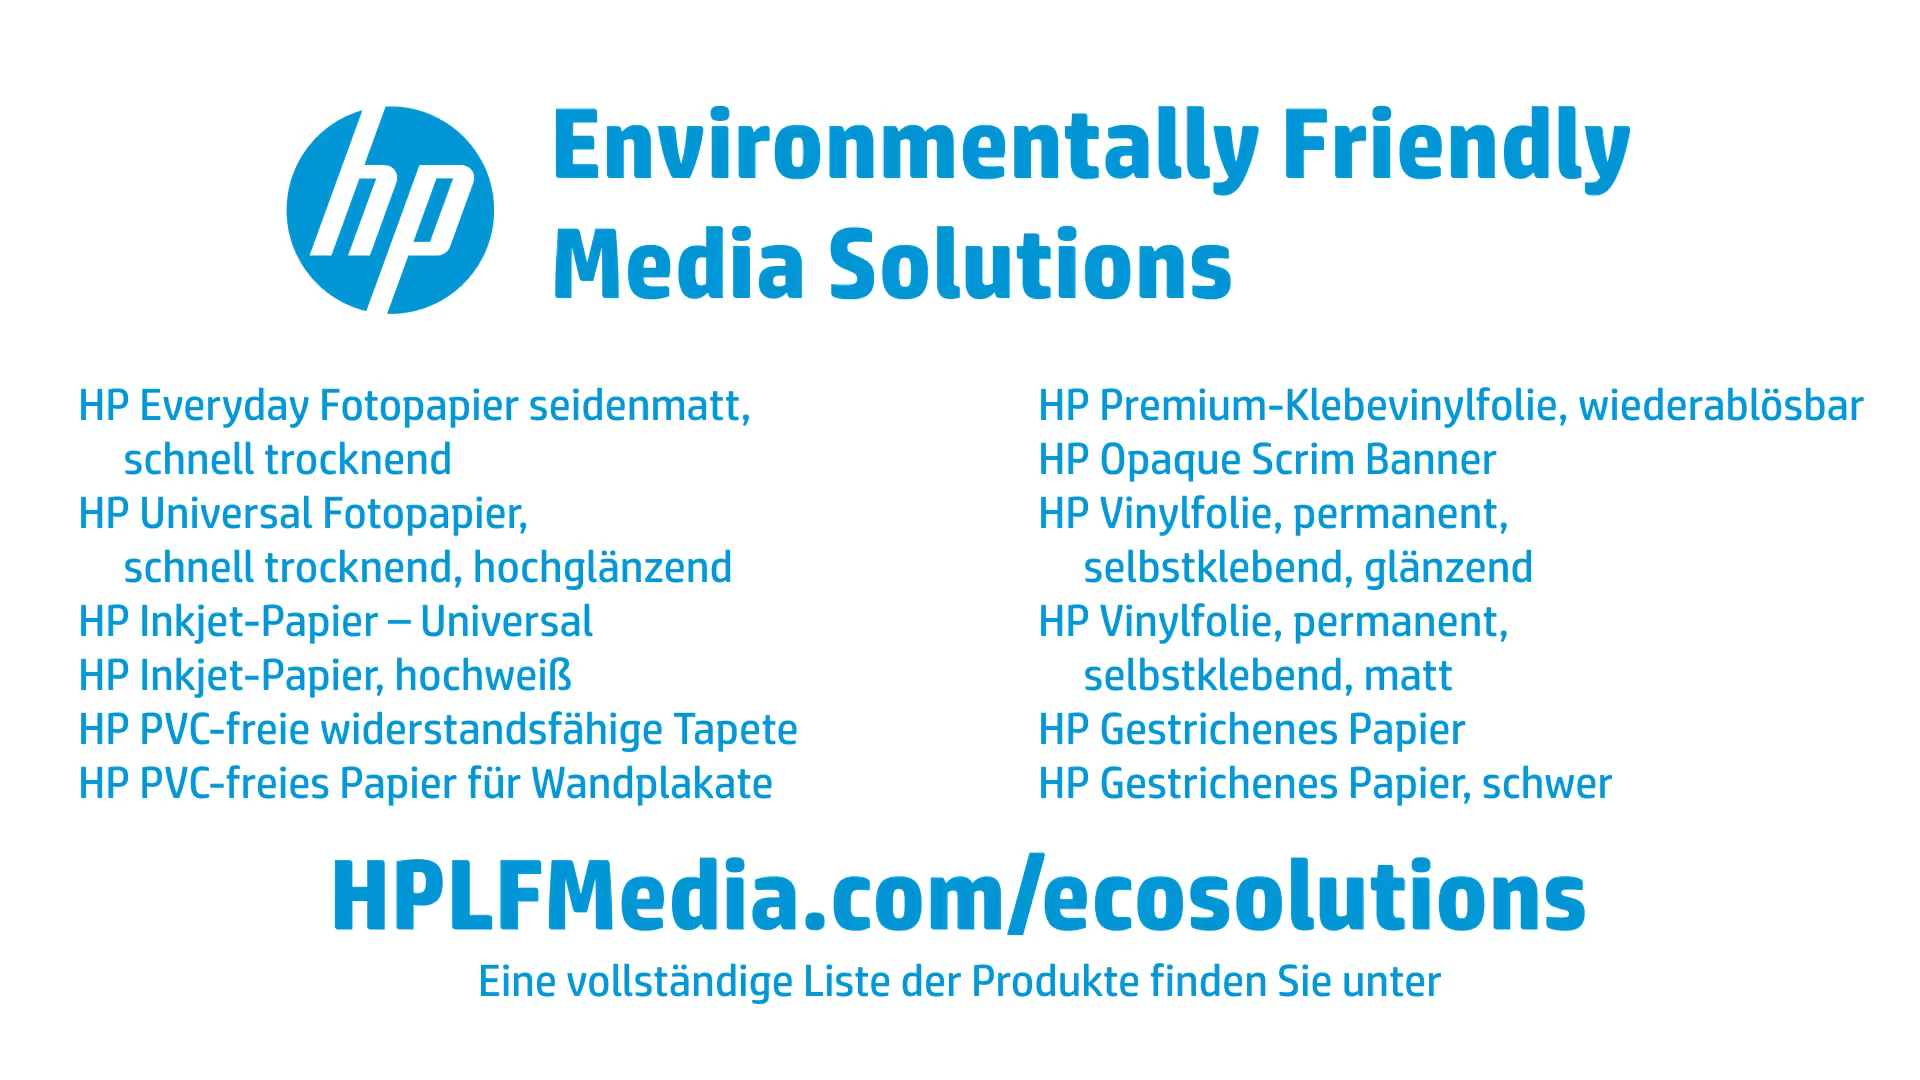 hp
Environmentally Friendly
Media Solutions
HP Everyday Fotopapier seidenmatt,
schnell trocknend
HP Universal Fotopapier,
schnell trocknend, hochglänzend
HP Inkjet-Papier – Universal
HP Inkjet-Papier, hochweiß
HP PVC-freie widerstandsfähige Tapete
HP PVC-freies Papier für Wandplakate
HP Premium-Klebevinylfolie, wiederablösbar
HP Opaque Scrim Banner
HP Vinylfolie, permanent,
selbstklebend, glänzend
HP Vinylfolie, permanent,
selbstklebend, matt
HP Gestrichenes Papier
HP Gestrichenes Papier, schwer
HPLFMedia.com/ecosolutions
Eine vollständige Liste der Produkte finden Sie unter